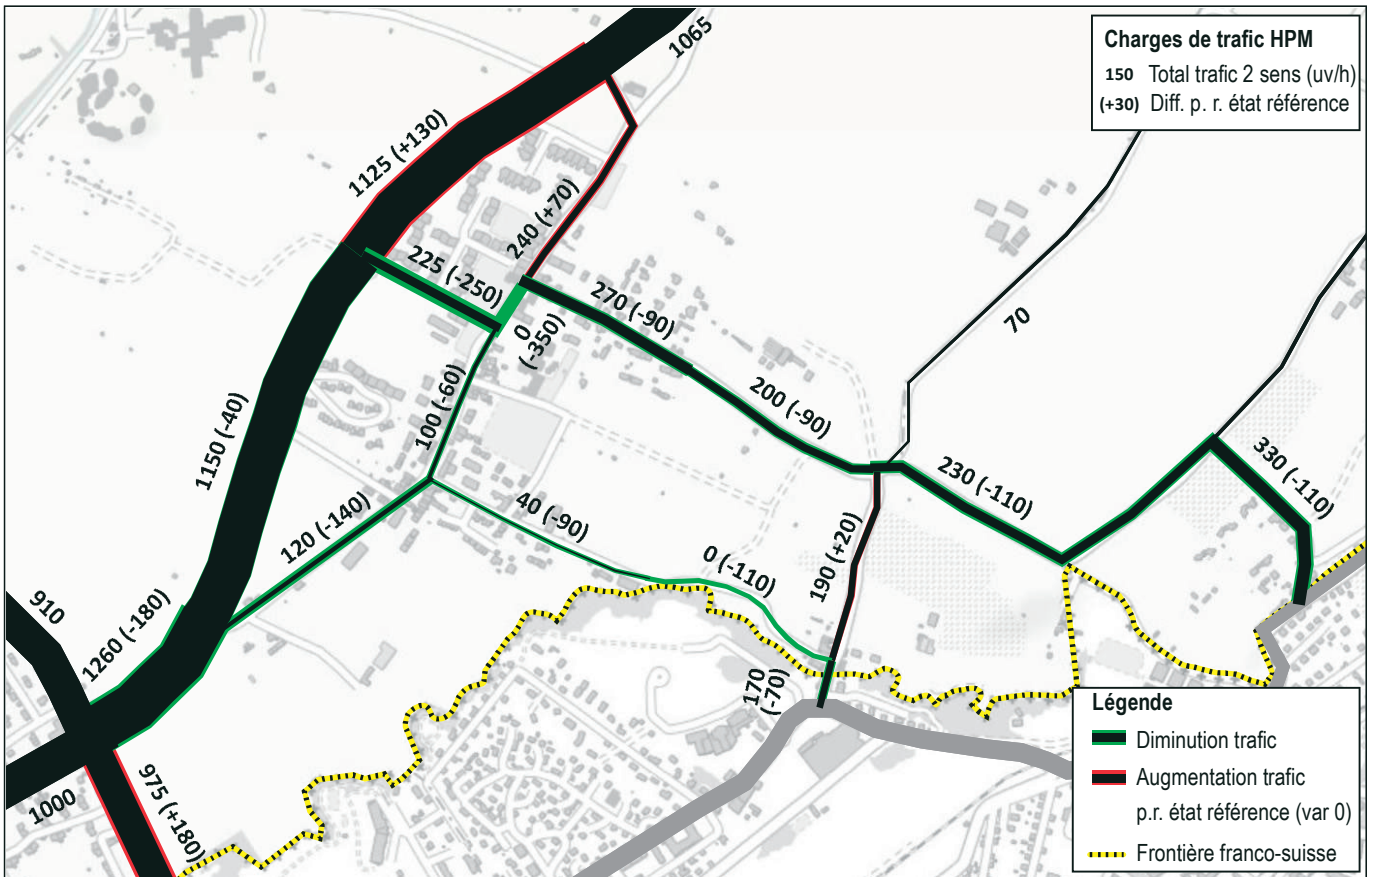 1065
Charges de trafic HPM
150 Total trafic 2 sens (uv/h)
(+30) Diff. p. r. état référence
1125 (+130)
240 (+70)
225 (-250)
0
(-350)
270 (-90)
70
200 (-90)
100 (-60)
1150 (-40)
230 (-110)
330 (-110)
40 (-90)
120 (-140)
0 (-110)
190 (+20)
910
1260 (-180)
170
(-70)
975 (+180)
1000
Légende
Diminution trafic
Augmentation trafic
p.r. état référence (var 0)
Frontière franco-suisse